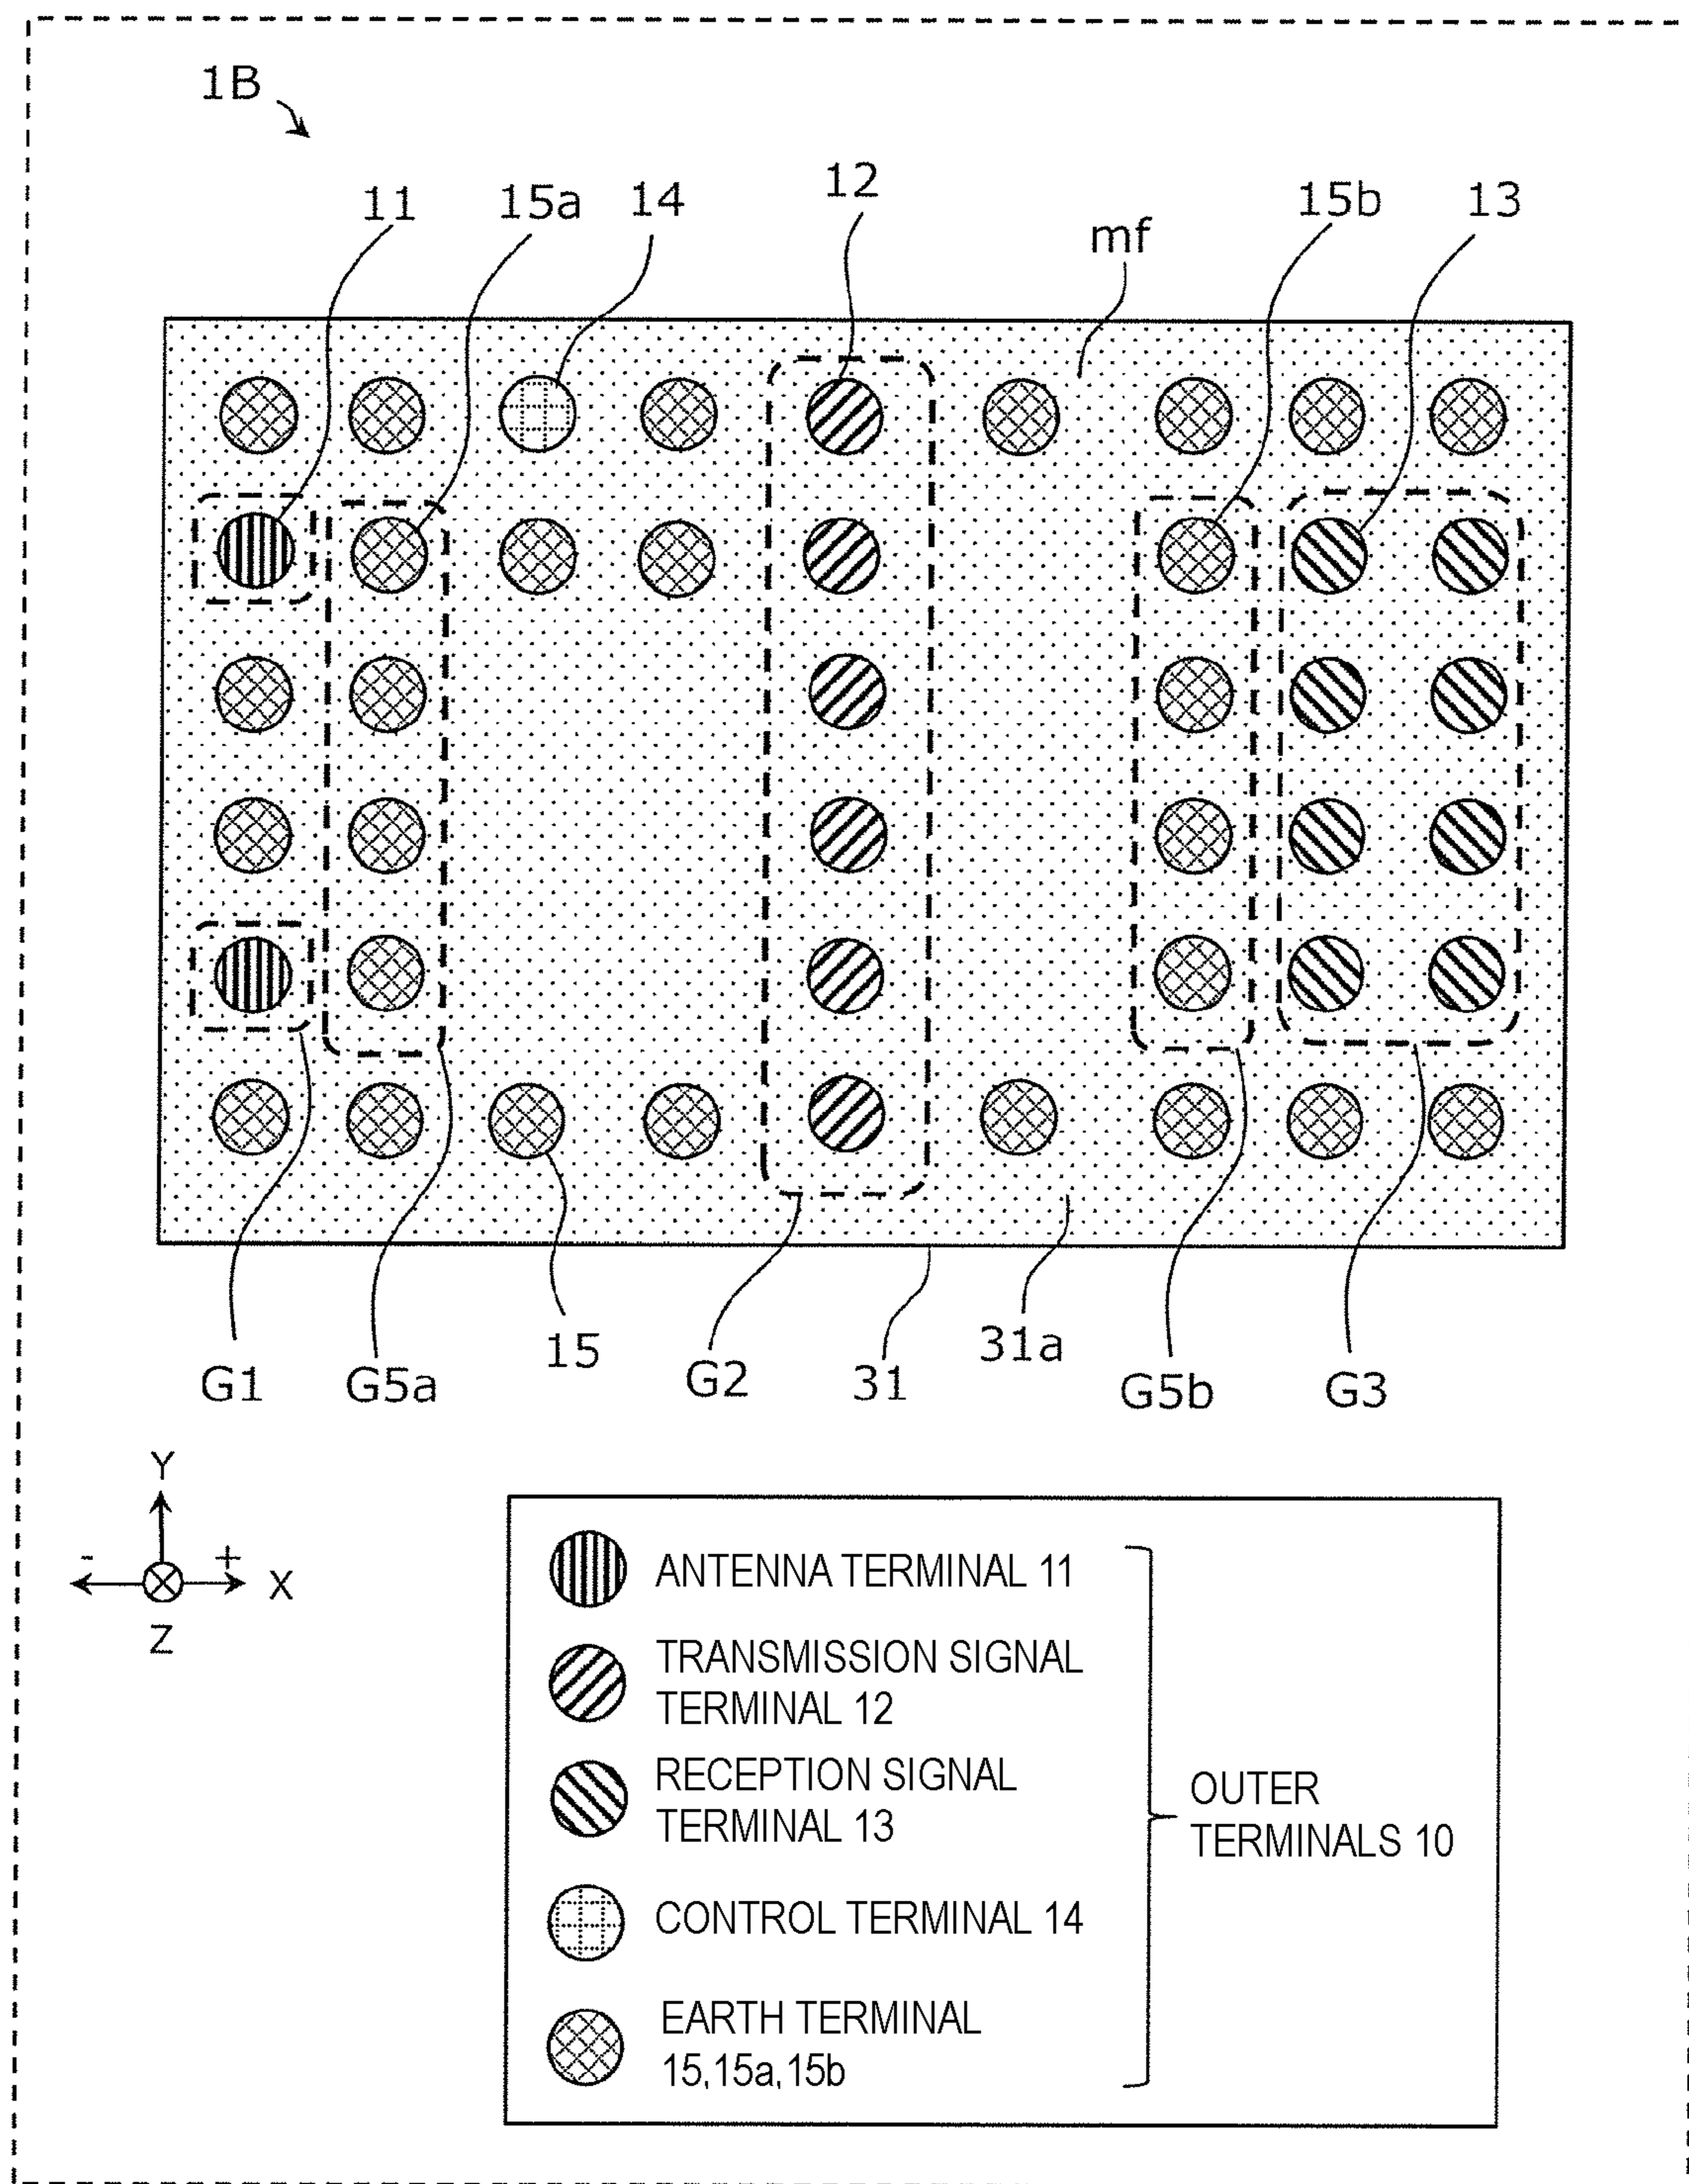 1B
11
15a
14
12
mf
15b
13
G1
G5a
15
G2
31
31a
G5b
G3
Y
- + X
Z
ANTENNA TERMINAL 11
TRANSMISSION SIGNAL
TERMINAL 12
RECEPTION SIGNAL
TERMINAL 13
CONTROL TERMINAL 14
EARTH TERMINAL
15,15a,15b
OUTER
TERMINALS 10